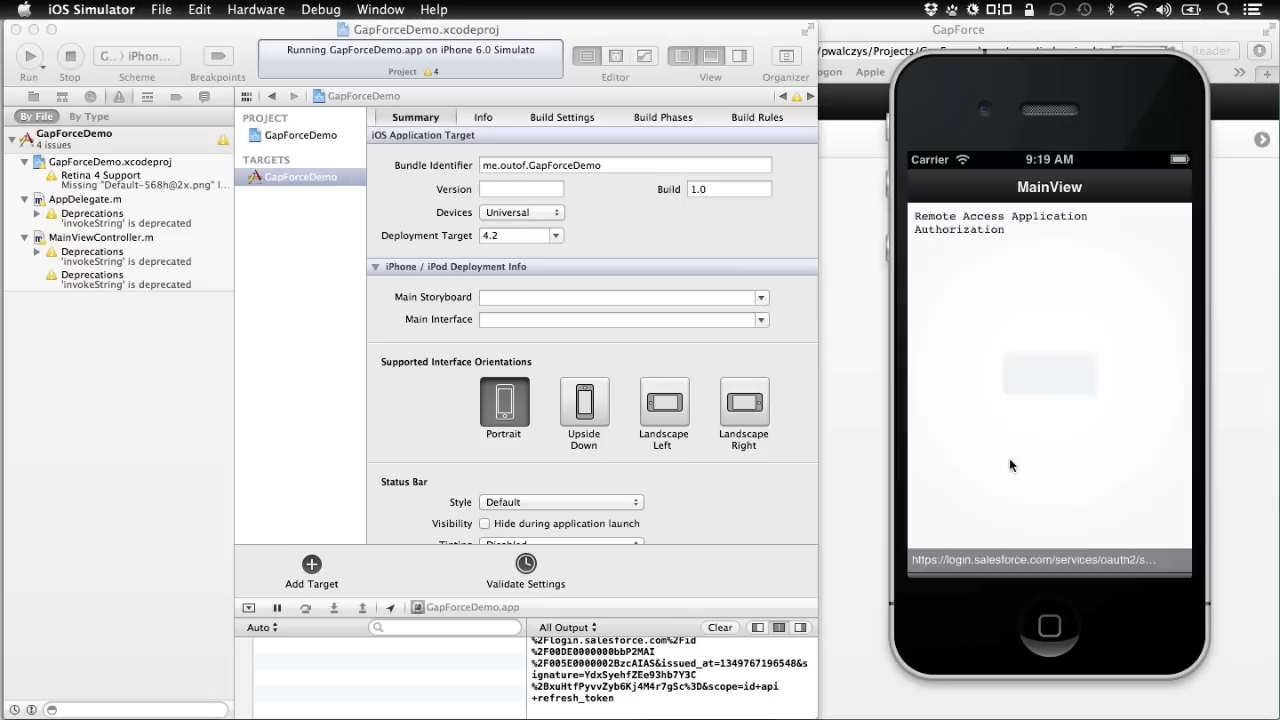 iOS Simulator File Edit Hardware Debug Window Help
GapForceDemo.xcodeproj
GapForce
Running GapForceDemo.app on iPhone 6.0 Simulato
Project 4
G... ⟩ iPhon...
Run Stop Scheme Breakpoints Editor View Organizer
Reader
Apple
GapForceDemo
By File By Type
GapForceDemo
4 issues
GapForceDemo.xcodeproj
Retina 4 Support
Missing "Default-568h@2x.png" l...
AppDelegate.m
Deprecations
'invokeString' is deprecated
MainViewController.m
Deprecations
'invokeString' is deprecated
Deprecations
'invokeString' is deprecated
PROJECT
GapForceDemo
TARGETS
GapForceDemo
Summary Info Build Settings Build Phases Build Rules
iOS Application Target
Bundle Identifier me.outof.GapForceDemo
Version Build 1.0
Devices Universal
Deployment Target 4.2
iPhone / iPod Deployment Info
Main Storyboard
Main Interface
Supported Interface Orientations
Portrait
Upside
Down
Landscape
Left
Landscape
Right
Status Bar
Style Default
Visibility Hide during application launch
Add Target Validate Settings
GapForceDemo.app
Auto All Output Clear
%2Flogin.salesforce.com%2Fid
%2F00DE0000000bbP2MAI
%2F005E0000002BzcAIAS&issued_at=1349767196548&s
ignature=YdxSyehfZEe93hb7Y3C
%2BxuHtfPyvvZyb6Kj4M4r7gSc%3D&scope=id+api
+refresh_token
Carrier 9:19 AM
MainView
Remote Access Application
Authorization
https://login.salesforce.com/services/oauth2/s...